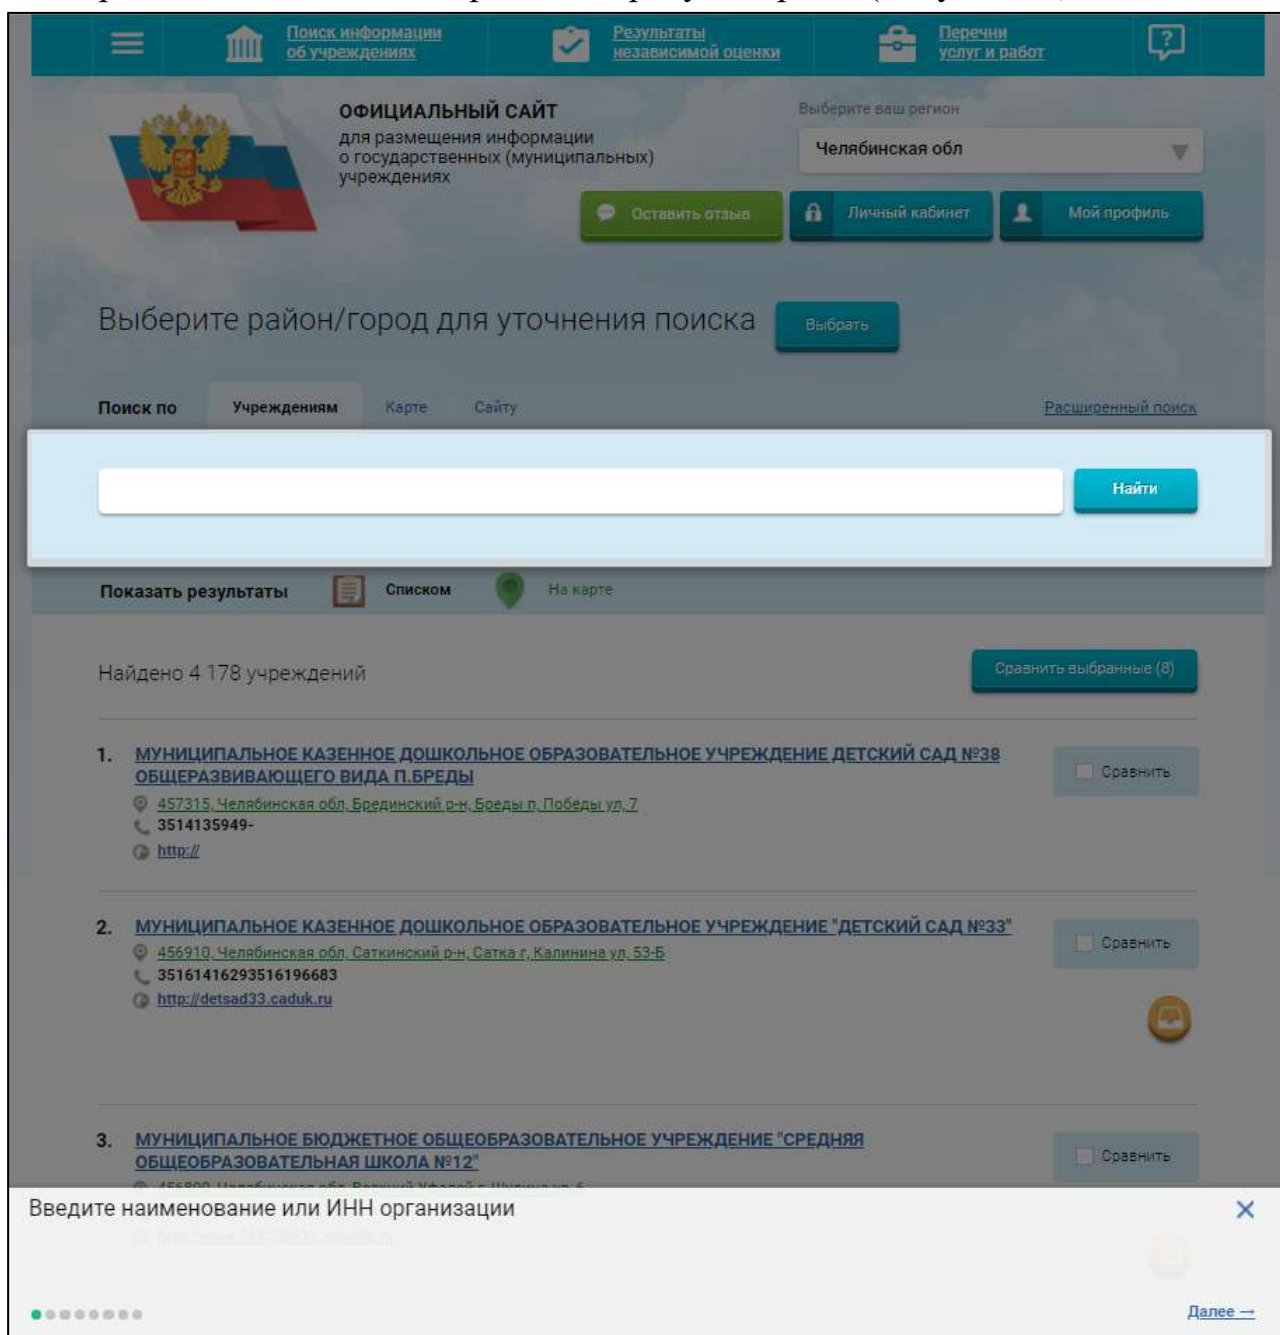 Поиск информации
об учреждениях
Результаты
независимой оценки
Перечни
услуг и работ
?
ОФИЦИАЛЬНЫЙ САЙТ
для размещения информации
о государственных (муниципальных)
учреждениях
Выберите ваш регион
Челябинская обл
Оставить отзыв
Личный кабинет
Мой профиль
Выберите район/город для уточнения поиска
Выбрать
Поиск по Учреждениям Карте Сайту Расширенный поиск
Найти
Показать результаты Списком На карте
Найдено 4 178 учреждений
Сравнить выбранные (8)
1. МУНИЦИПАЛЬНОЕ КАЗЕННОЕ ДОШКОЛЬНОЕ ОБРАЗОВАТЕЛЬНОЕ УЧРЕЖДЕНИЕ ДЕТСКИЙ САД №38
ОБЩЕРАЗВИВАЮЩЕГО ВИДА П.БРЕДЫ
Сравнить
457315, Челябинская обл, Брединский р-н, Бреды п, Победы ул, 7
3514135949-
http://
2. МУНИЦИПАЛЬНОЕ КАЗЕННОЕ ДОШКОЛЬНОЕ ОБРАЗОВАТЕЛЬНОЕ УЧРЕЖДЕНИЕ "ДЕТСКИЙ САД №33"
Сравнить
456910, Челябинская обл, Саткинский р-н, Сатка г, Калинина ул, 53-Б
35161416293516196683
http://detsad33.caduk.ru
3. МУНИЦИПАЛЬНОЕ БЮДЖЕТНОЕ ОБЩЕОБРАЗОВАТЕЛЬНОЕ УЧРЕЖДЕНИЕ "СРЕДНЯЯ
ОБЩЕОБРАЗОВАТЕЛЬНАЯ ШКОЛА №12"
Сравнить
Введите наименование или ИНН организации
Далее →